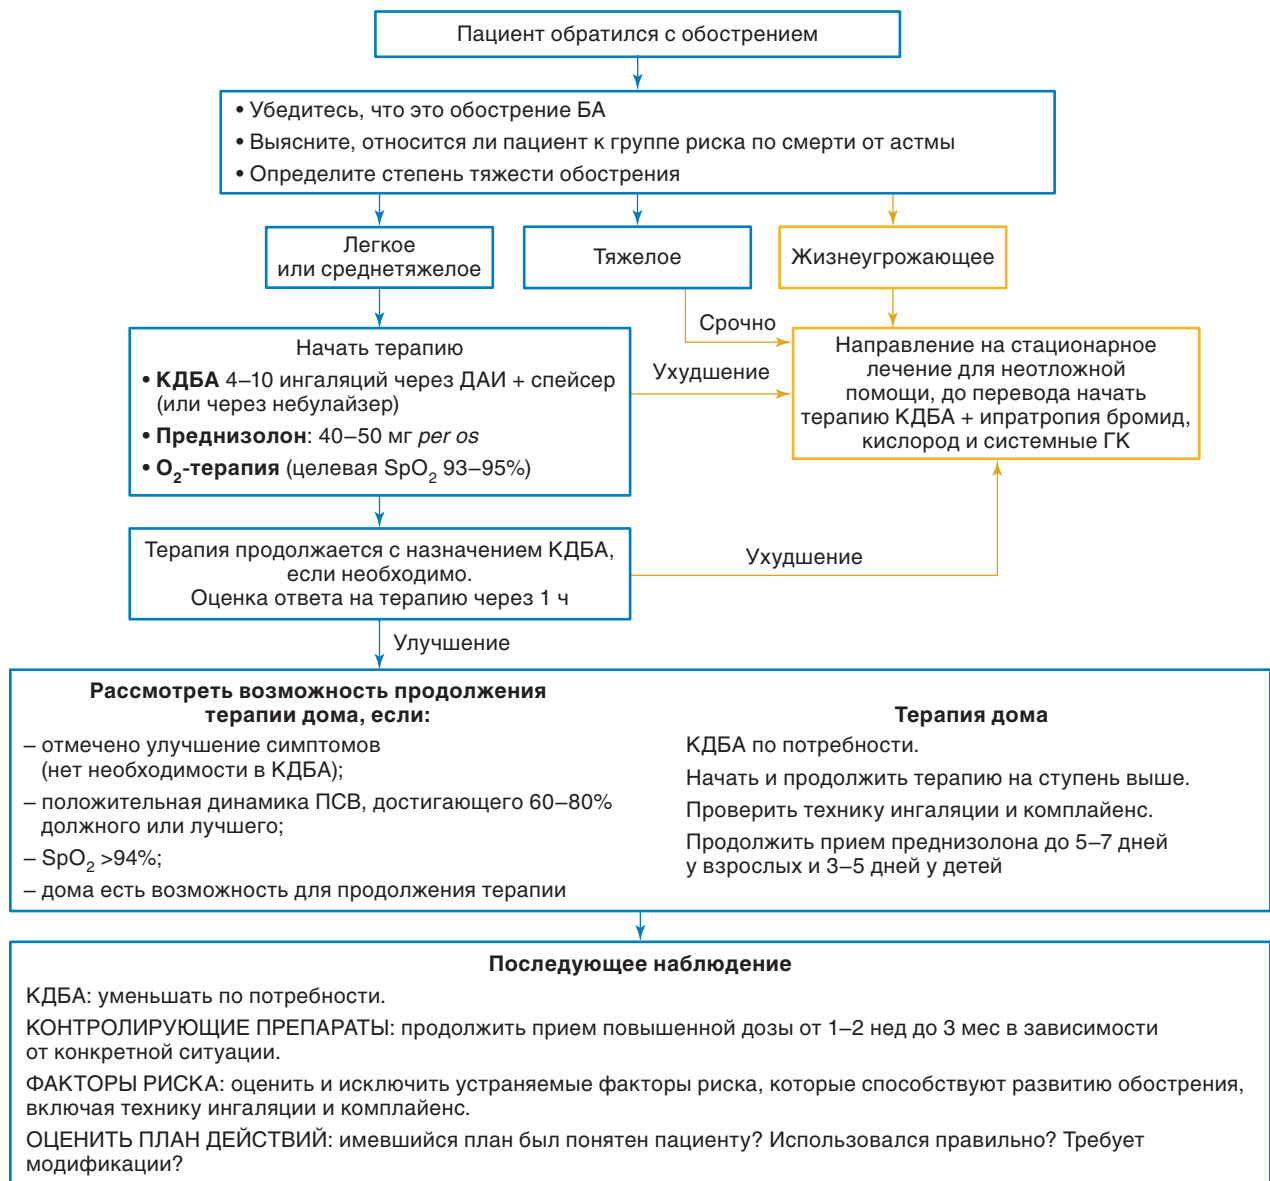 Пациент обратился с обострением
• Убедитесь, что это обострение БА
• Выясните, относится ли пациент к группе риска по смерти от астмы
• Определите степень тяжести обострения
Легкое
или среднетяжелое
Тяжелое
Жизнеугрожающее
Срочно
Начать терапию
• КДБА 4–10 ингаляций через ДАИ + спейсер
(или через небулайзер)
• Преднизолон: 40–50 мг per os
• O₂-терапия (целевая SpO₂ 93–95%)
Ухудшение
Направление на стационарное
лечение для неотложной
помощи, до перевода начать
терапию КДБА + ипратропия бромид,
кислород и системные ГК
Терапия продолжается с назначением КДБА,
если необходимо.
Оценка ответа на терапию через 1 ч
Ухудшение
Улучшение
Рассмотреть возможность продолжения
терапии дома, если:
– отмечено улучшение симптомов
(нет необходимости в КДБА);
– положительная динамика ПСВ, достигающего 60–80%
должного или лучшего;
– SpO₂ >94%;
– дома есть возможность для продолжения терапии
Терапия дома
КДБА по потребности.
Начать и продолжить терапию на ступень выше.
Проверить технику ингаляции и комплайенс.
Продолжить прием преднизолона до 5–7 дней
у взрослых и 3–5 дней у детей
Последующее наблюдение
КДБА: уменьшать по потребности.
КОНТРОЛИРУЮЩИЕ ПРЕПАРАТЫ: продолжить прием повышенной дозы от 1–2 нед до 3 мес в зависимости
от конкретной ситуации.
ФАКТОРЫ РИСКА: оценить и исключить устраняемые факторы риска, которые способствуют развитию обострения,
включая технику ингаляции и комплайенс.
ОЦЕНИТЬ ПЛАН ДЕЙСТВИЙ: имевшийся план был понятен пациенту? Использовался правильно? Требует
модификации?